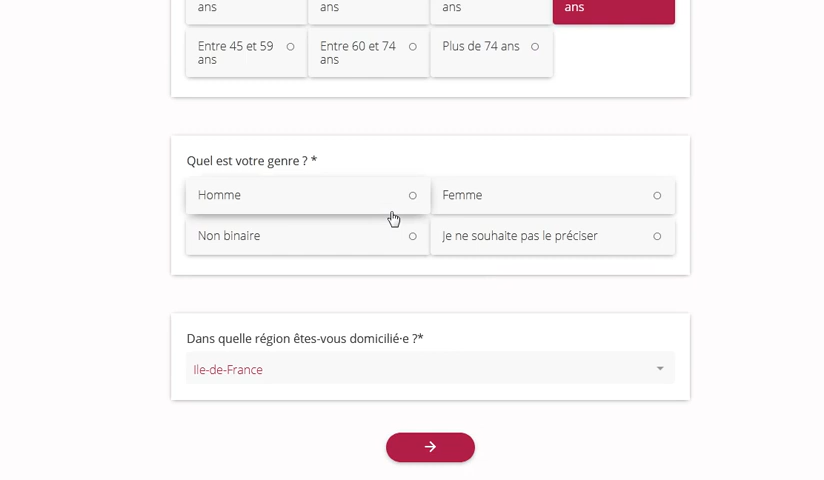 ans ans ans ans
Entre 45 et 59 ans
Entre 60 et 74 ans
Plus de 74 ans
Quel est votre genre ? *
Homme
Femme
Non binaire
Je ne souhaite pas le préciser
Dans quelle région êtes-vous domicilié·e ?*
Ile-de-France